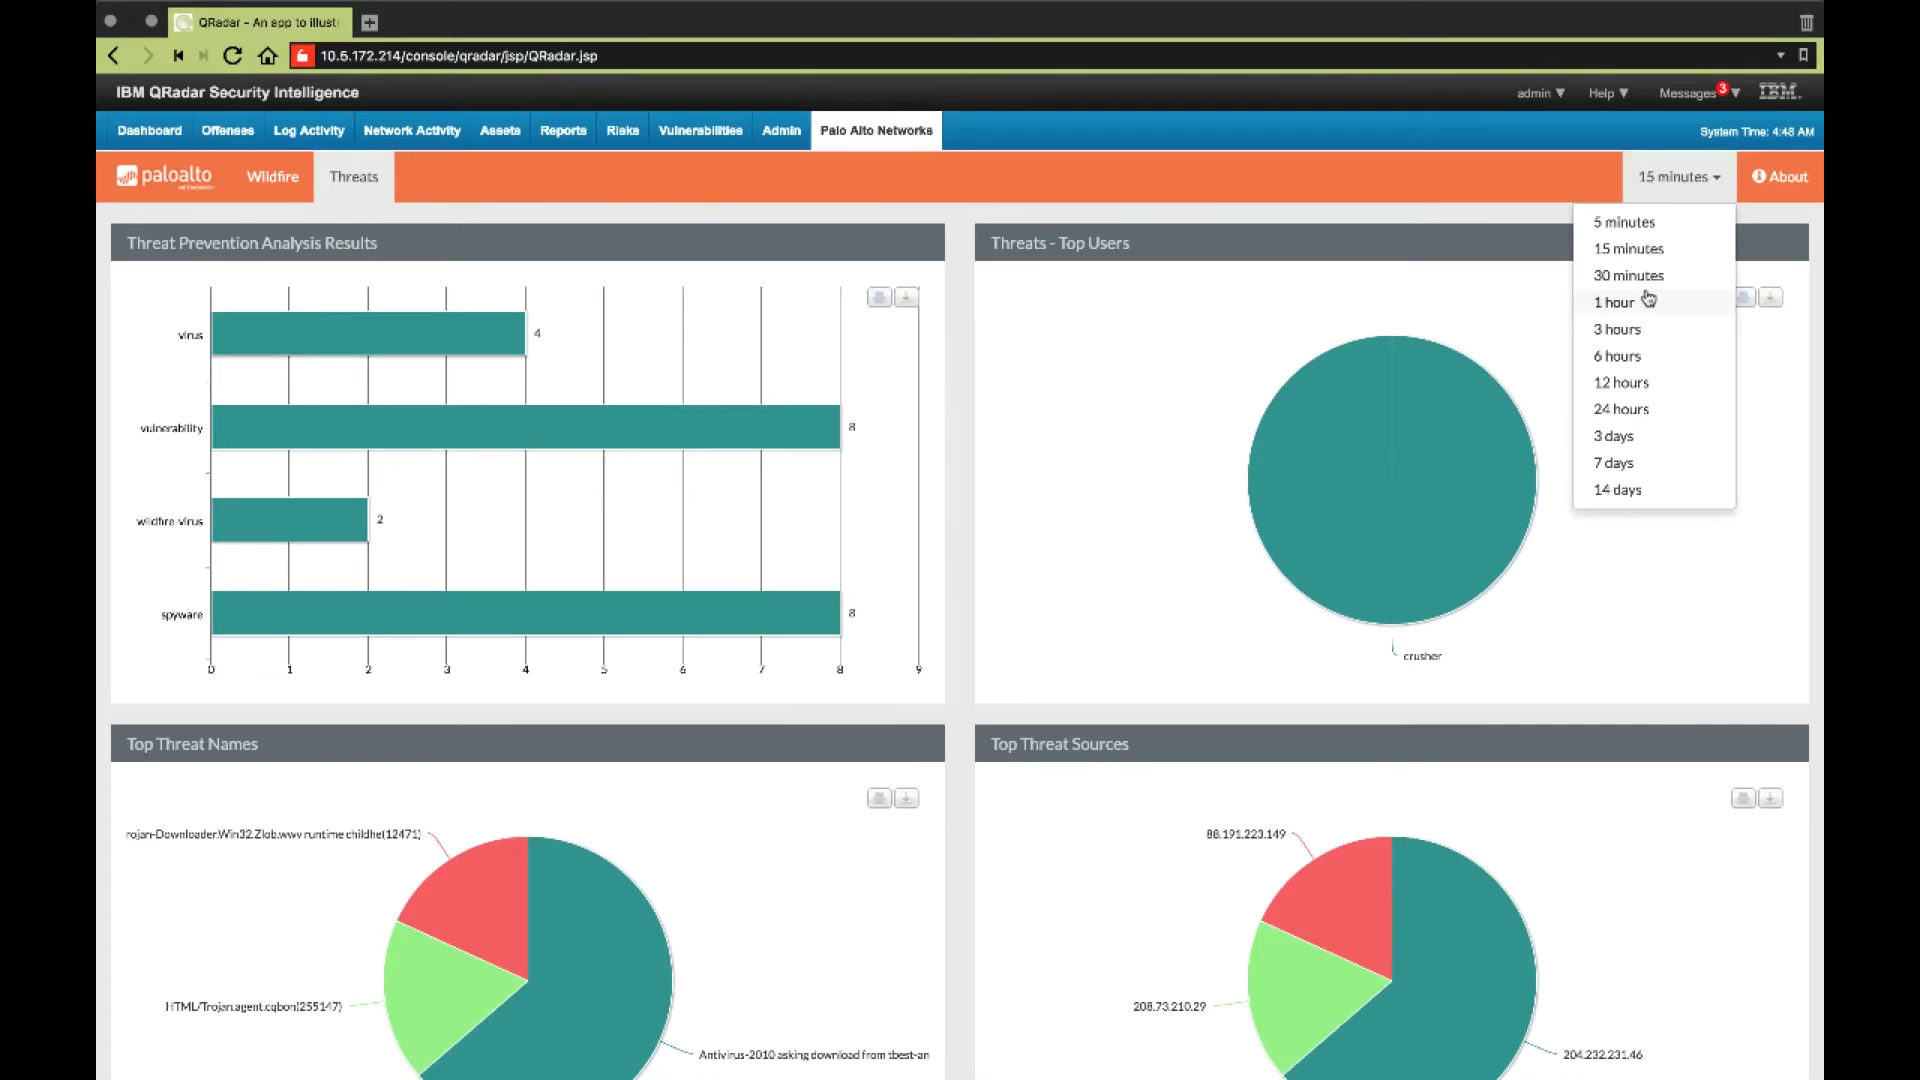 QRadar - An app to illust
10.5.172.214/console/qradar/jsp/QRadar.jsp
IBM QRadar Security Intelligence
admin ▼ Help ▼ Messages 3 ▼ IBM.
Dashboard Offenses Log Activity Network Activity Assets Reports Risks Vulnerabilities Admin Palo Alto Networks System Time: 4:48 AM
paloalto NETWORKS Wildfire Threats 15 minutes About
5 minutes
15 minutes
30 minutes
1 hour
3 hours
6 hours
12 hours
24 hours
3 days
7 days
14 days
Threat Prevention Analysis Results
virus 4
vulnerability 8
wildfire-virus 2
spyware 8
0 1 2 3 4 5 6 7 8 9
Threats - Top Users
crusher
Top Threat Names
rojan-Downloader.Win32.Zlob.wwv runtime childhe(12471)
HTML/Trojan.agent.cqbon(255147)
Antivirus-2010 asking download from tbest-an
Top Threat Sources
88.191.223.149
208.73.210.29
204.232.231.46